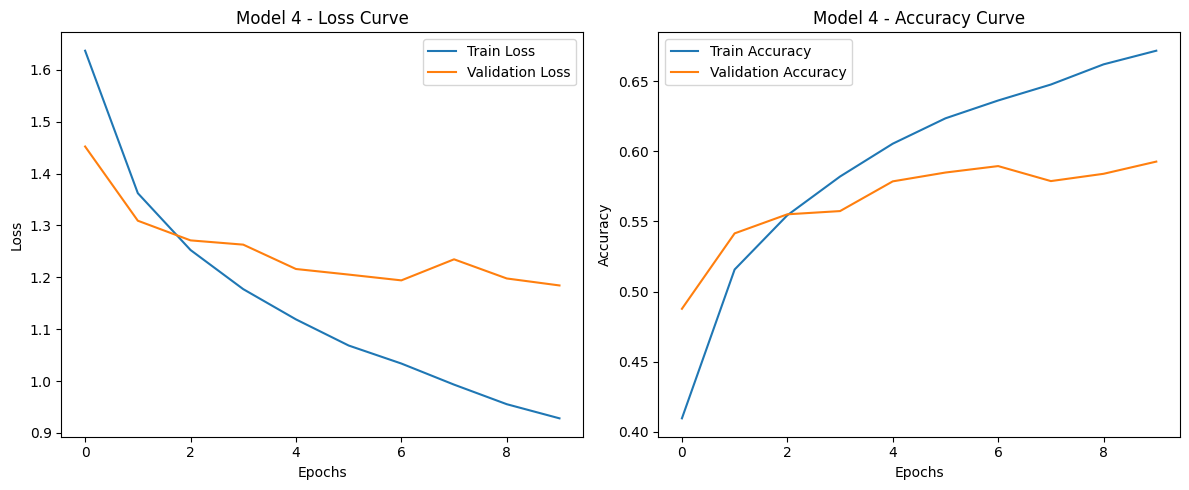 Model 4 - Loss Curve
Train Loss
Validation Loss
Loss
1.6
1.5
1.4
1.3
1.2
1.1
1.0
0.9
0
2
4
6
8
Epochs
Model 4 - Accuracy Curve
Train Accuracy
Validation Accuracy
Accuracy
0.65
0.60
0.55
0.50
0.45
0.40
0
2
4
6
8
Epochs